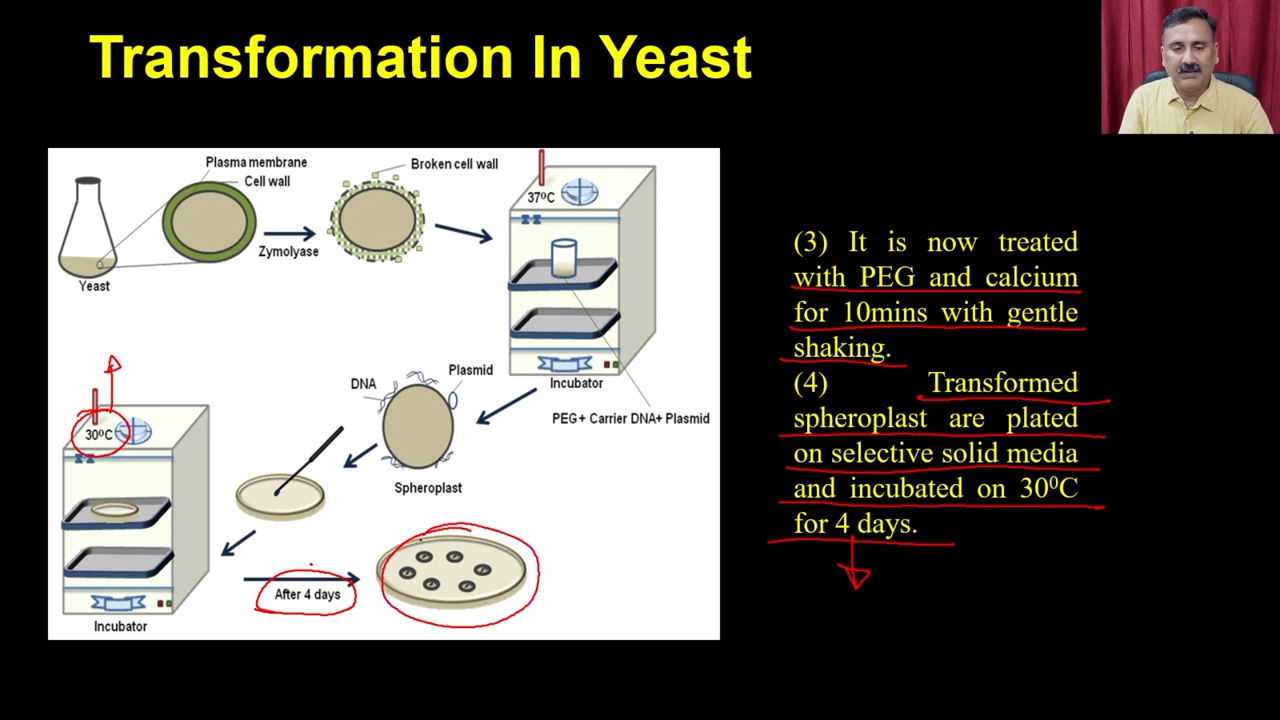 Transformation In Yeast
Plasma membrane
Cell wall
Broken cell wall
37⁰C
Zymolyase
Yeast
Incubator
PEG + Carrier DNA+ Plasmid
DNA
Plasmid
Spheroplast
30⁰C
Incubator
After 4 days
(3) It is now treated
with PEG and calcium
for 10mins with gentle
shaking.
(4) Transformed
spheroplast are plated
on selective solid media
and incubated on 30⁰C
for 4 days.